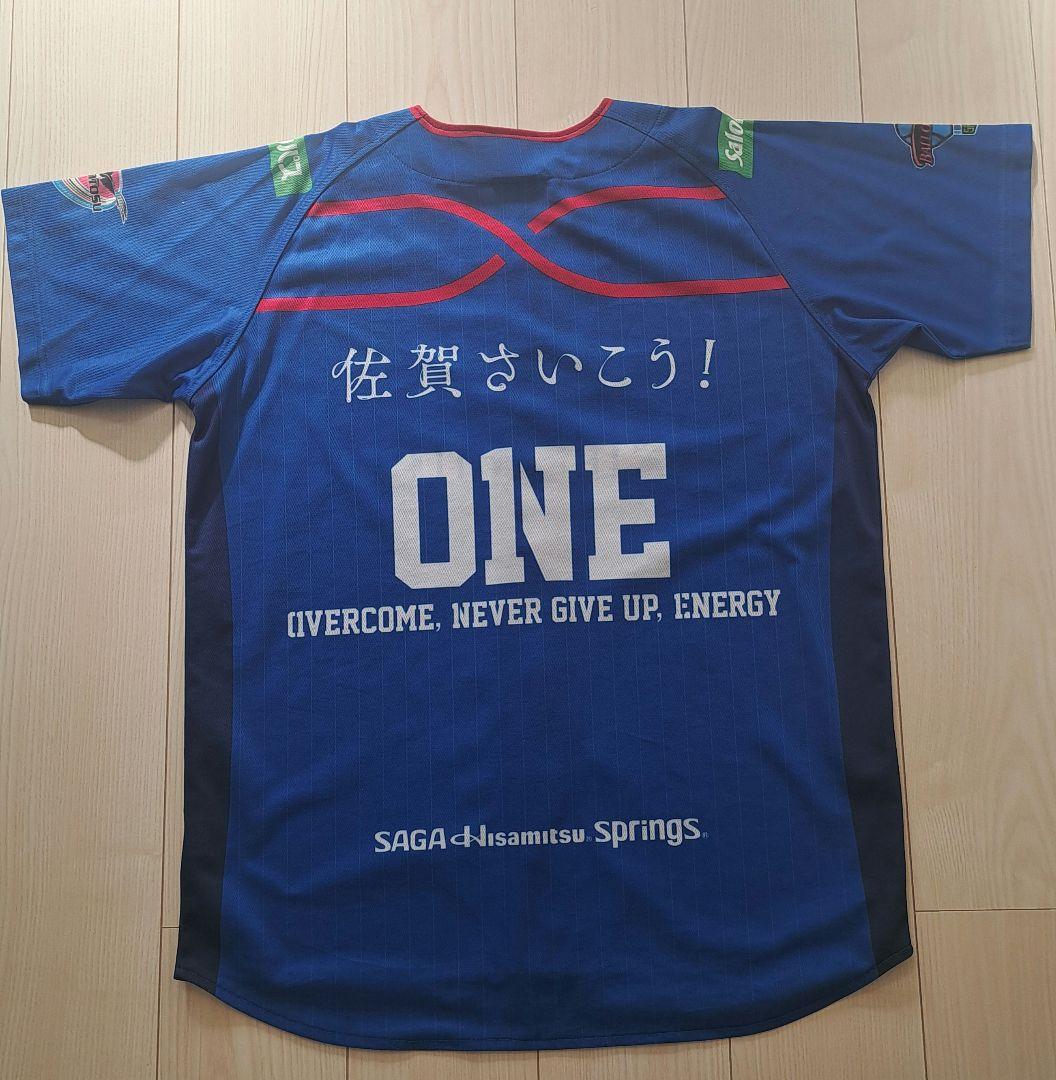 佐賀さいこう!
ONE
OVERCOME, NEVER GIVE UP, ENERGY
SAGA Hisamitsu® Springs®